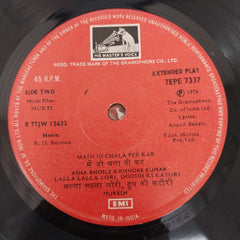 HIS MASTER'S VOICE
REGD. TRADE MARK OF THE GRAMOPHONE CO. LTD.
45 R.P.M.
EXTENDED PLAY
7EPE 7337
SIDE TWO
Hindi Film:
MUKTI
S 77JW 13632
Music:
R. D. Burman
℗ 1976
The Gramophone
Co. of India Ltd.
Lyrics:
Anand Bakshi
Tilak Movies
Pvt. Ltd.
MAIN JO CHALA PEE KAR
मैं जो चला पी कर
ASHA BHOSLE & KISHORE KUMAR
LALLA LALLA LORI, DOODH KI KATORI
लल्ला लल्ला लोरी, दूध की कटोरी
MUKESH
EMI
MADE IN INDIA